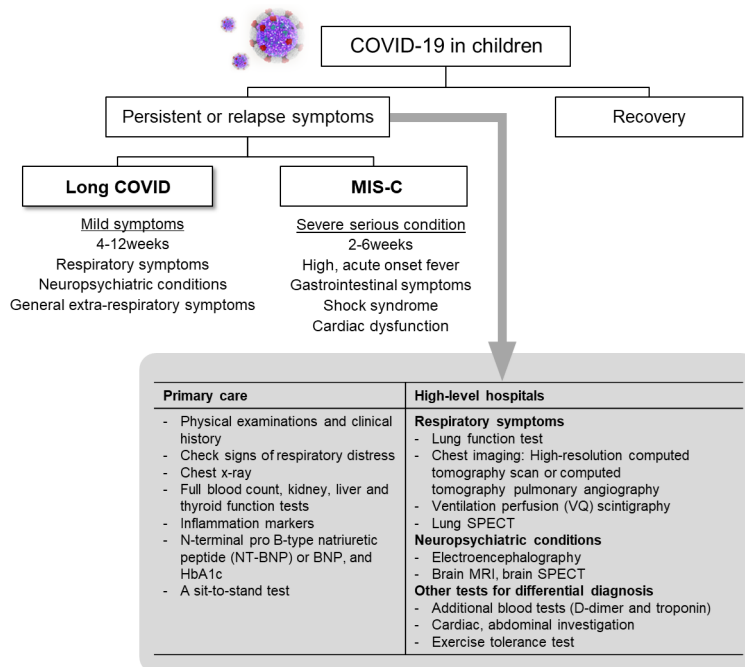 COVID-19 in children
Persistent or relapse symptoms
Recovery
Long COVID
Mild symptoms
4-12weeks
Respiratory symptoms
Neuropsychiatric conditions
General extra-respiratory symptoms
MIS-C
Severe serious condition
2-6weeks
High, acute onset fever
Gastrointestinal symptoms
Shock syndrome
Cardiac dysfunction
Primary care
- Physical examinations and clinical
history
- Check signs of respiratory distress
- Chest x-ray
- Full blood count, kidney, liver and
thyroid function tests
- Inflammation markers
- N-terminal pro B-type natriuretic
peptide (NT-BNP) or BNP, and
HbA1c
- A sit-to-stand test
High-level hospitals
Respiratory symptoms
- Lung function test
- Chest imaging: High-resolution computed
tomography scan or computed
tomography pulmonary angiography
- Ventilation perfusion (VQ) scintigraphy
- Lung SPECT
Neuropsychiatric conditions
- Electroencephalography
- Brain MRI, brain SPECT
Other tests for differential diagnosis
- Additional blood tests (D-dimer and troponin)
- Cardiac, abdominal investigation
- Exercise tolerance test